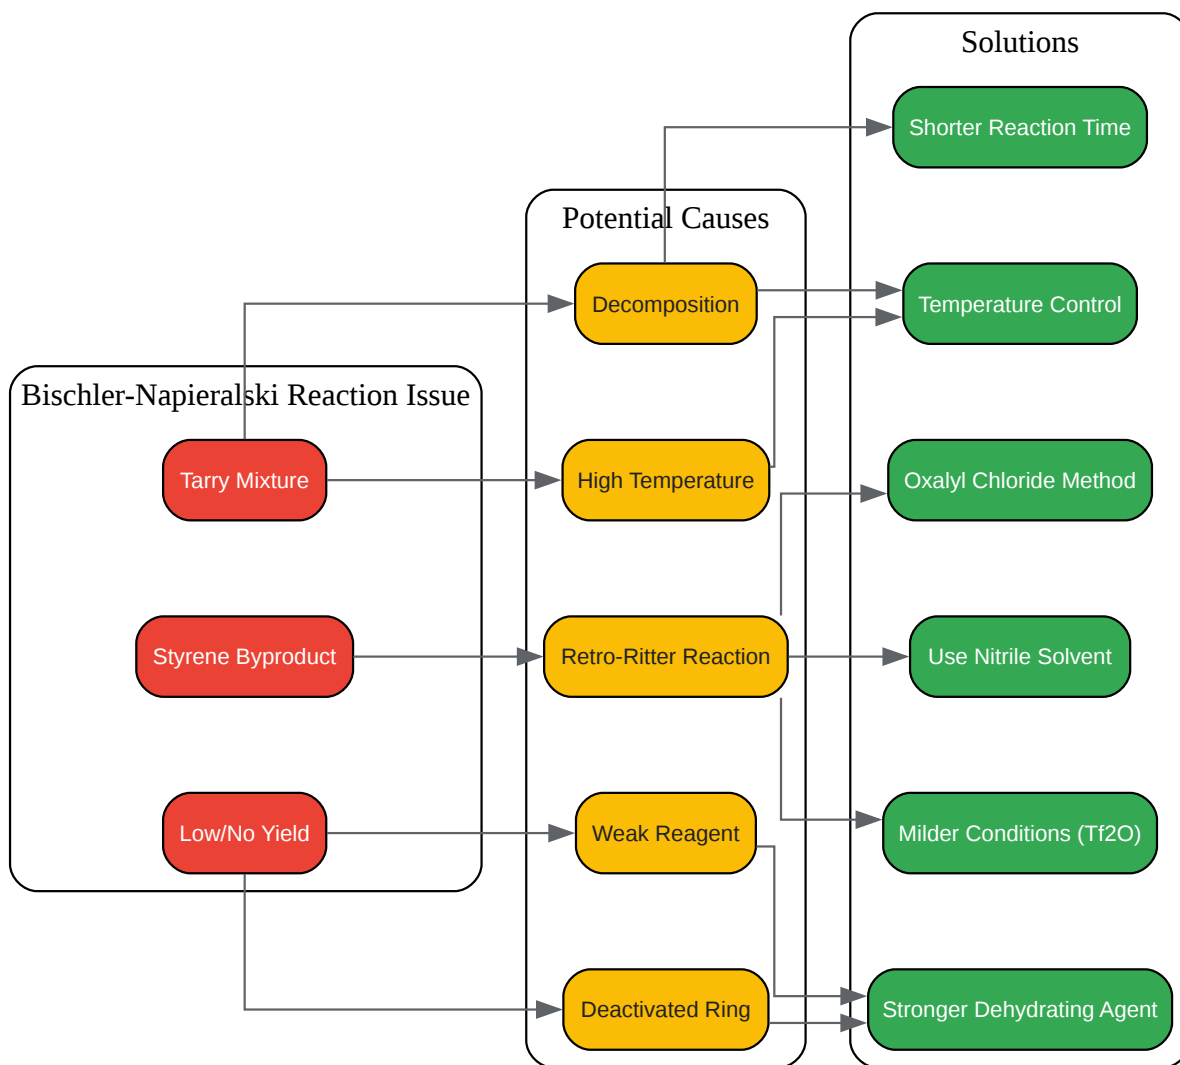 Bischler-Napieralski Reaction Issue
Tarry Mixture
Styrene Byproduct
Low/No Yield
Potential Causes
Decomposition
High Temperature
Retro-Ritter Reaction
Weak Reagent
Deactivated Ring
Solutions
Shorter Reaction Time
Temperature Control
Oxalyl Chloride Method
Use Nitrile Solvent
Milder Conditions (Tf2O)
Stronger Dehydrating Agent